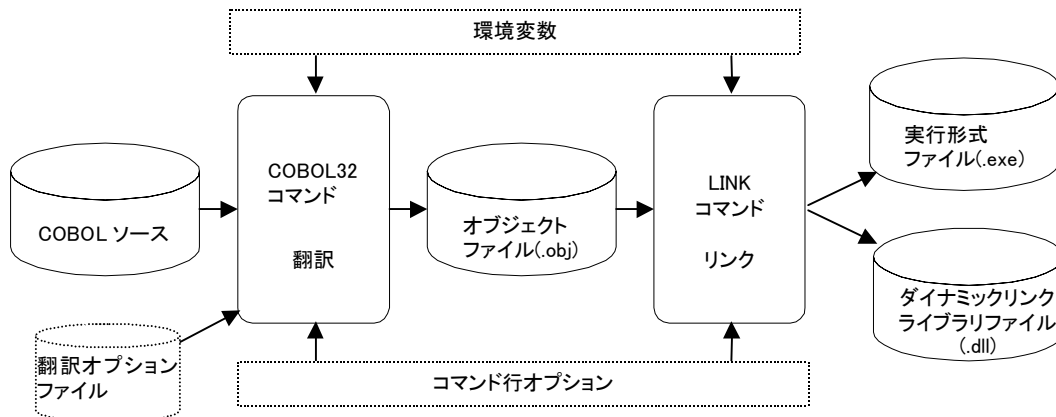 環境変数
COBOL ソース
翻訳オプション
ファイル
COBOL32
コマンド
翻訳
オブジェクト
ファイル(.obj)
LINK
コマンド
リンク
実行形式
ファイル(.exe)
ダイナミックリンク
ライブラリファイル
(.dll)
コマンド行オプション